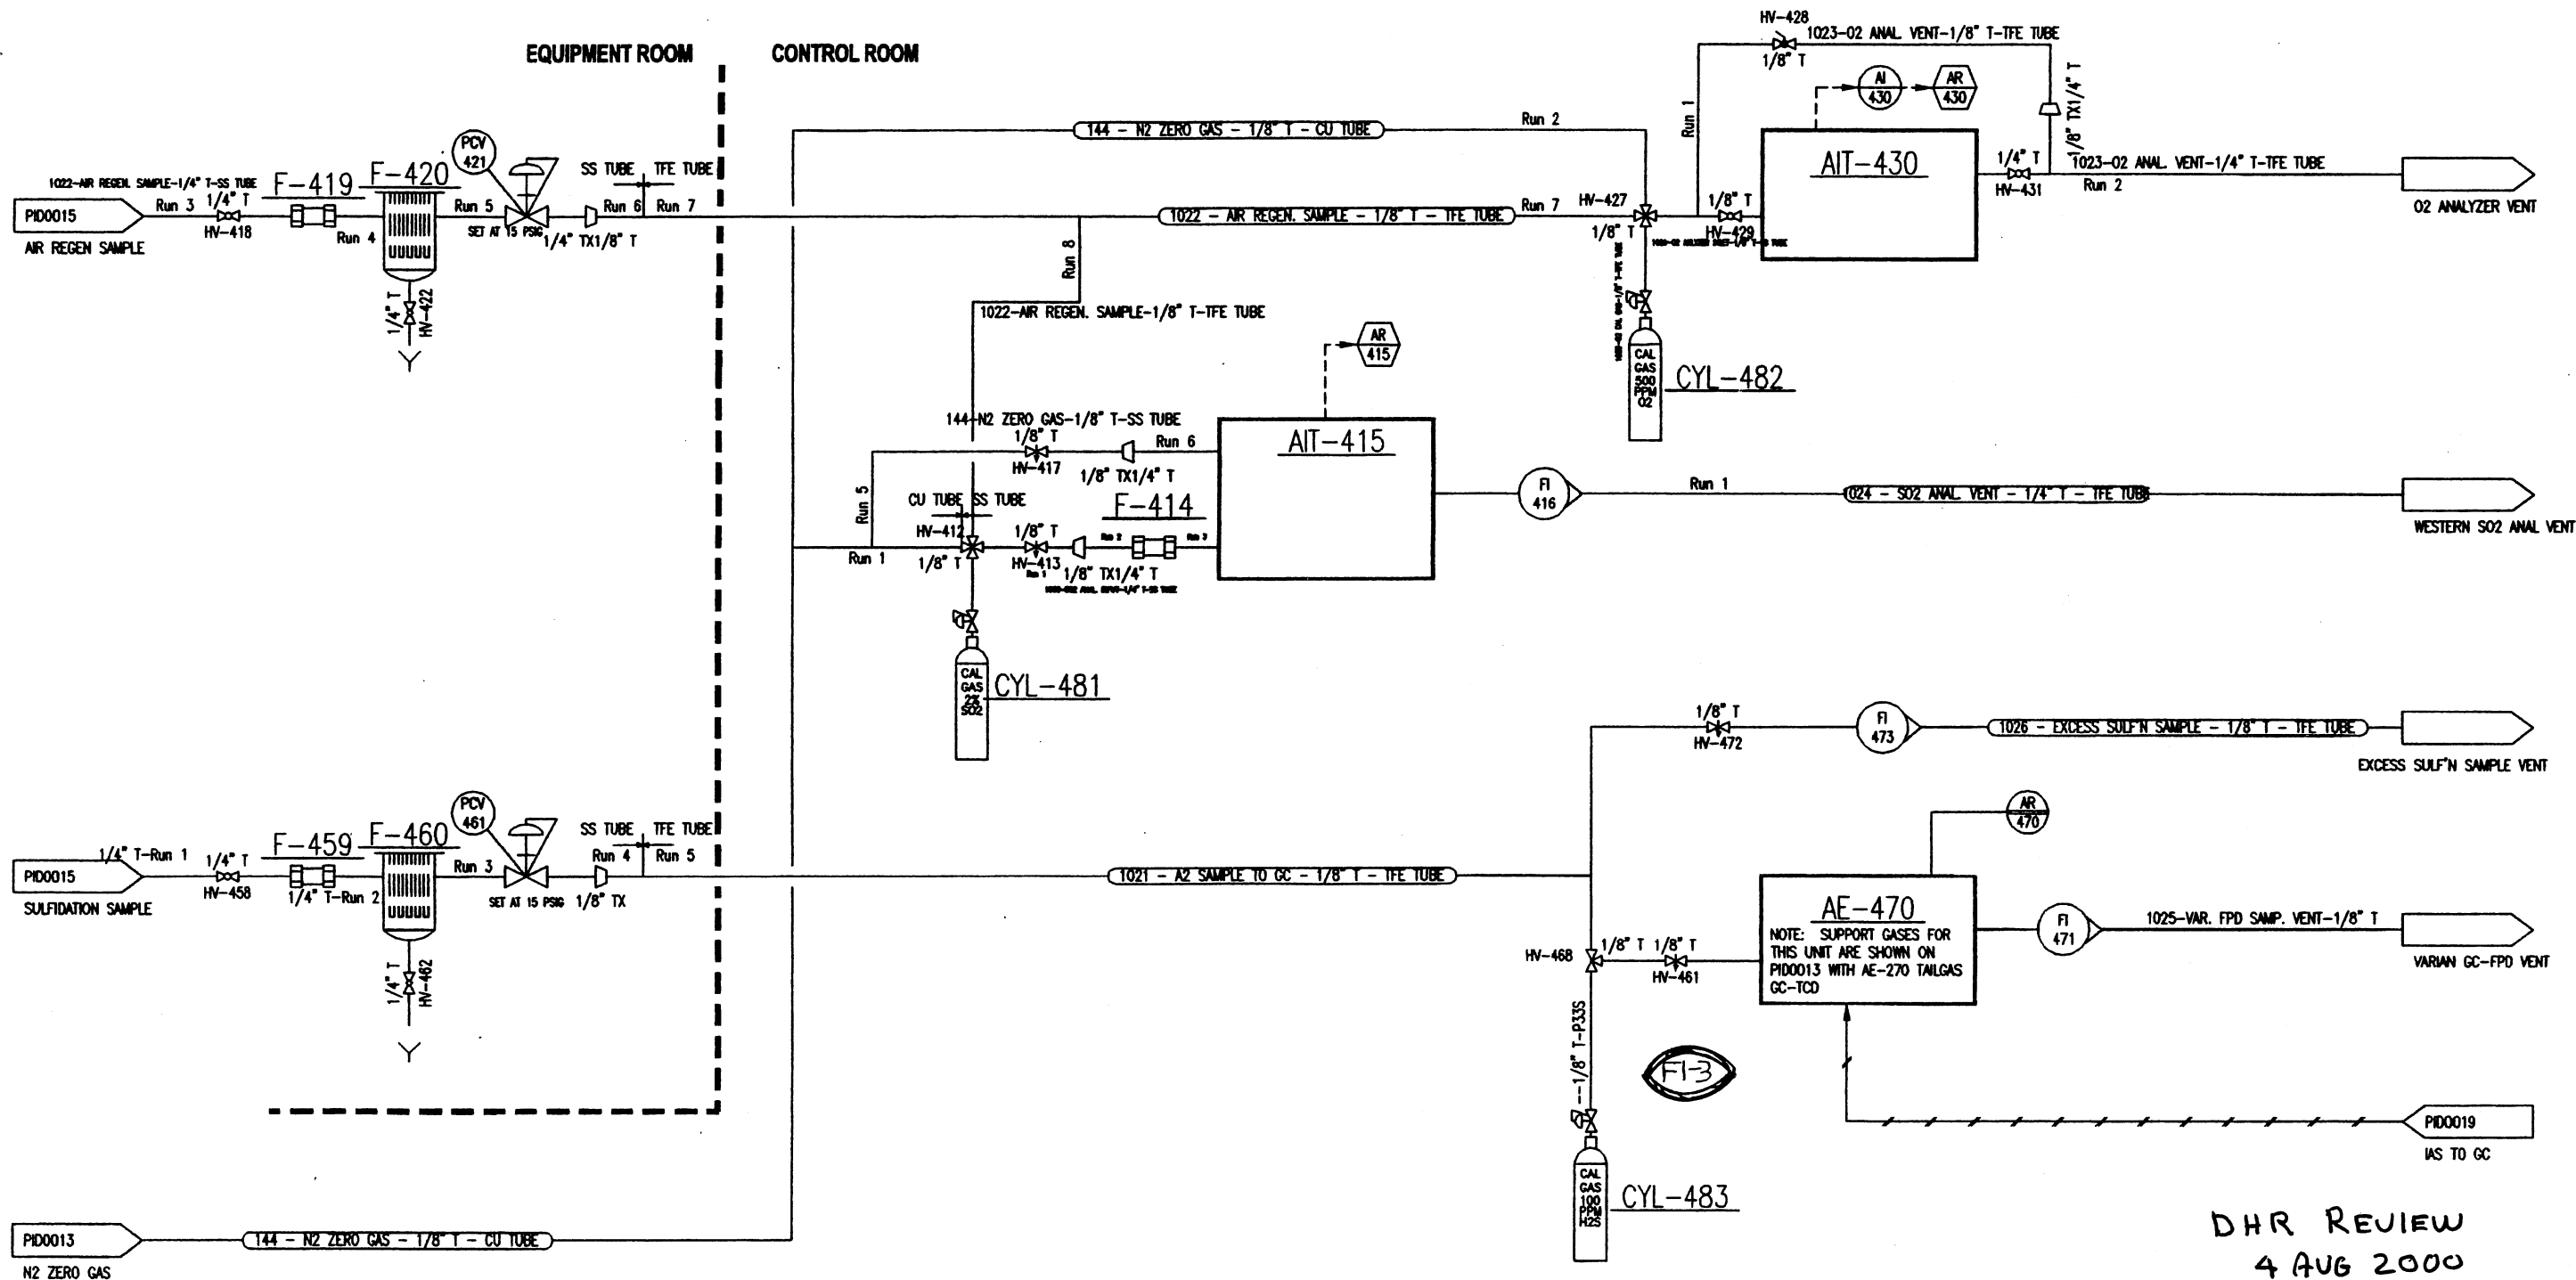 EQUIPMENT ROOM
CONTROL ROOM
HV-428
1023-O2 ANAL. VENT-1/8" T-TFE TUBE
1/8" T
Run 1
AI
430
AR
430
1/8" TX1/4" T
144 - N2 ZERO GAS - 1/8" T - CU TUBE
Run 2
AIT-430
1/4" T
HV-431
1023-O2 ANAL. VENT-1/4" T-TFE TUBE
Run 2
O2 ANALYZER VENT
PCV
421
F-419
F-420
1022-AIR REGEN. SAMPLE-1/4" T-SS TUBE
PID0015
Run 3
1/4" T
HV-418
Run 4
Run 5
SET AT 15 PSIG
1/4" TX1/8" T
SS TUBE
TFE TUBE
Run 6
Run 7
AIR REGEN SAMPLE
1/4" T
HV-422
1022 - AIR REGEN. SAMPLE - 1/8" T - TFE TUBE
Run 7
HV-427
1/8" T
1/8" T
HV-429
Run 8
1022-AIR REGEN. SAMPLE-1/8" T-TFE TUBE
CAL
GAS
500
PPM
O2
CYL-482
AR
415
144-N2 ZERO GAS-1/8" T-SS TUBE
1/8" T
HV-417
Run 6
1/8" TX1/4" T
AIT-415
Run 5
CU TUBE
SS TUBE
F-414
HV-412
1/8" T
Run 1
1/8" T
HV-413
Run 1
Run 2
Run 3
1/8" TX1/4" T
FI
416
Run 1
1024 - SO2 ANAL. VENT - 1/4" T - TFE TUBE
WESTERN SO2 ANAL VENT
CAL
GAS
2%
SO2
CYL-481
1/8" T
HV-472
FI
473
1026 - EXCESS SULF'N SAMPLE - 1/8" T - TFE TUBE
EXCESS SULF'N SAMPLE VENT
PCV
461
F-459
F-460
PID0015
1/4" T-Run 1
1/4" T
HV-458
1/4" T-Run 2
Run 3
SET AT 15 PSIG
1/8" TX
SS TUBE
TFE TUBE
Run 4
Run 5
SULFIDATION SAMPLE
1/4" T
HV-462
1021 - A2 SAMPLE TO GC - 1/8" T - TFE TUBE
AR
470
AE-470
NOTE: SUPPORT GASES FOR
THIS UNIT ARE SHOWN ON
PID0013 WITH AE-270 TAILGAS
GC-TCD
HV-468
1/8" T
1/8" T
HV-461
FI
471
1025-VAR. FPD SAMP. VENT-1/8" T
VARIAN GC-FPD VENT
--1/8" T-P33S
FI-3
CAL
GAS
100
PPM
H2S
CYL-483
PID0019
IAS TO GC
PID0013
144 - N2 ZERO GAS - 1/8" T - CU TUBE
N2 ZERO GAS
DHR REVIEW
4 AUG 2000